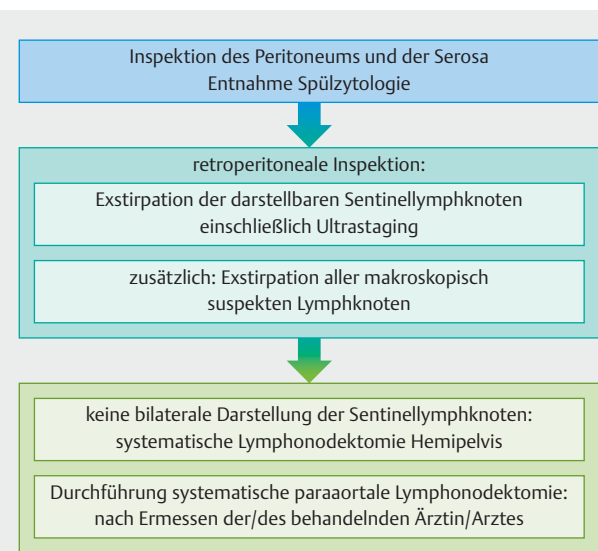 Inspektion des Peritoneums und der Serosa
Entnahme Spülzytologie
retroperitoneale Inspektion:
Exstirpation der darstellbaren Sentinellymphknoten
einschließlich Ultrastaging
zusätzlich: Exstirpation aller makroskopisch
suspekten Lymphknoten
keine bilaterale Darstellung der Sentinellymphknoten:
systematische Lymphonodektomie Hemipelvis
Durchführung systematische paraaortale Lymphonodektomie:
nach Ermessen der/des behandelnden Ärztin/Arztes